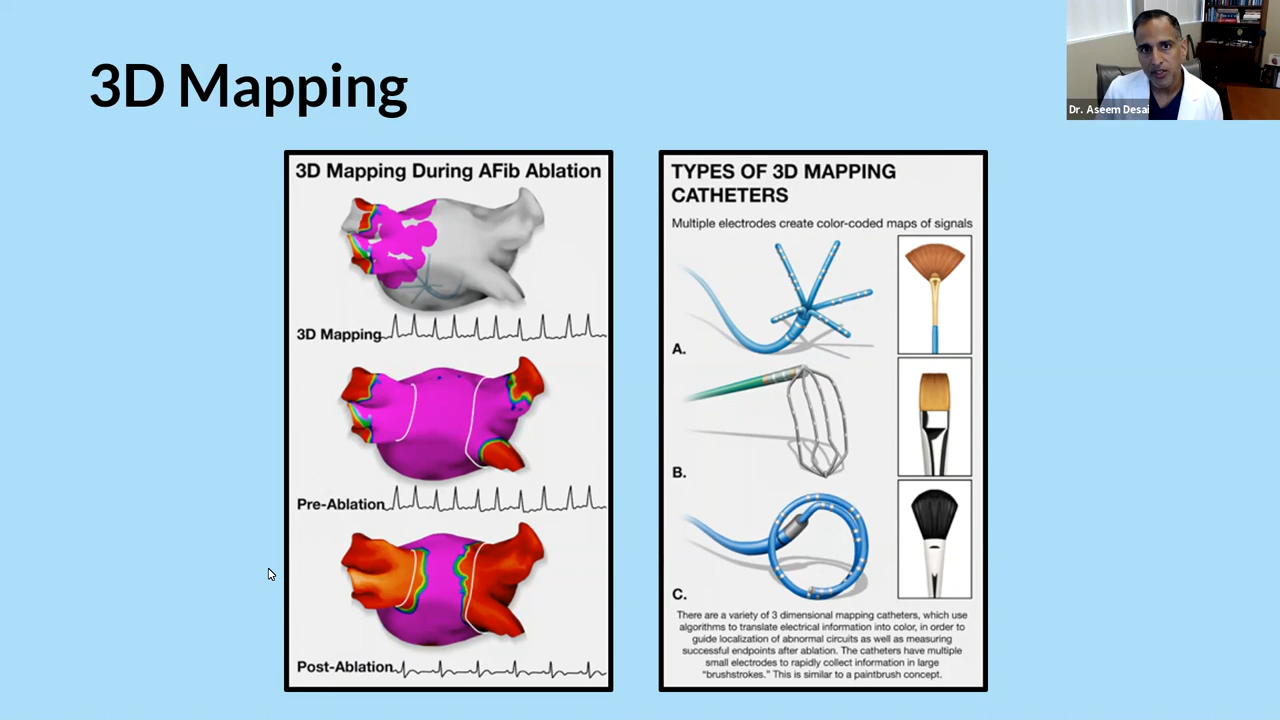 3D Mapping
Dr. Aseem Desai
3D Mapping During AFib Ablation
3D Mapping
Pre-Ablation
Post-Ablation
TYPES OF 3D MAPPING
CATHETERS
Multiple electrodes create color-coded maps of signals
A.
B.
C.
There are a variety of 3 dimensional mapping catheters, which use
algorithms to translate electrical information into color, in order to
guide localization of abnormal circuits as well as measuring
successful endpoints after ablation. The catheters have multiple
small electrodes to rapidly collect information in large
“brushstrokes.” This is similar to a paintbrush concept.